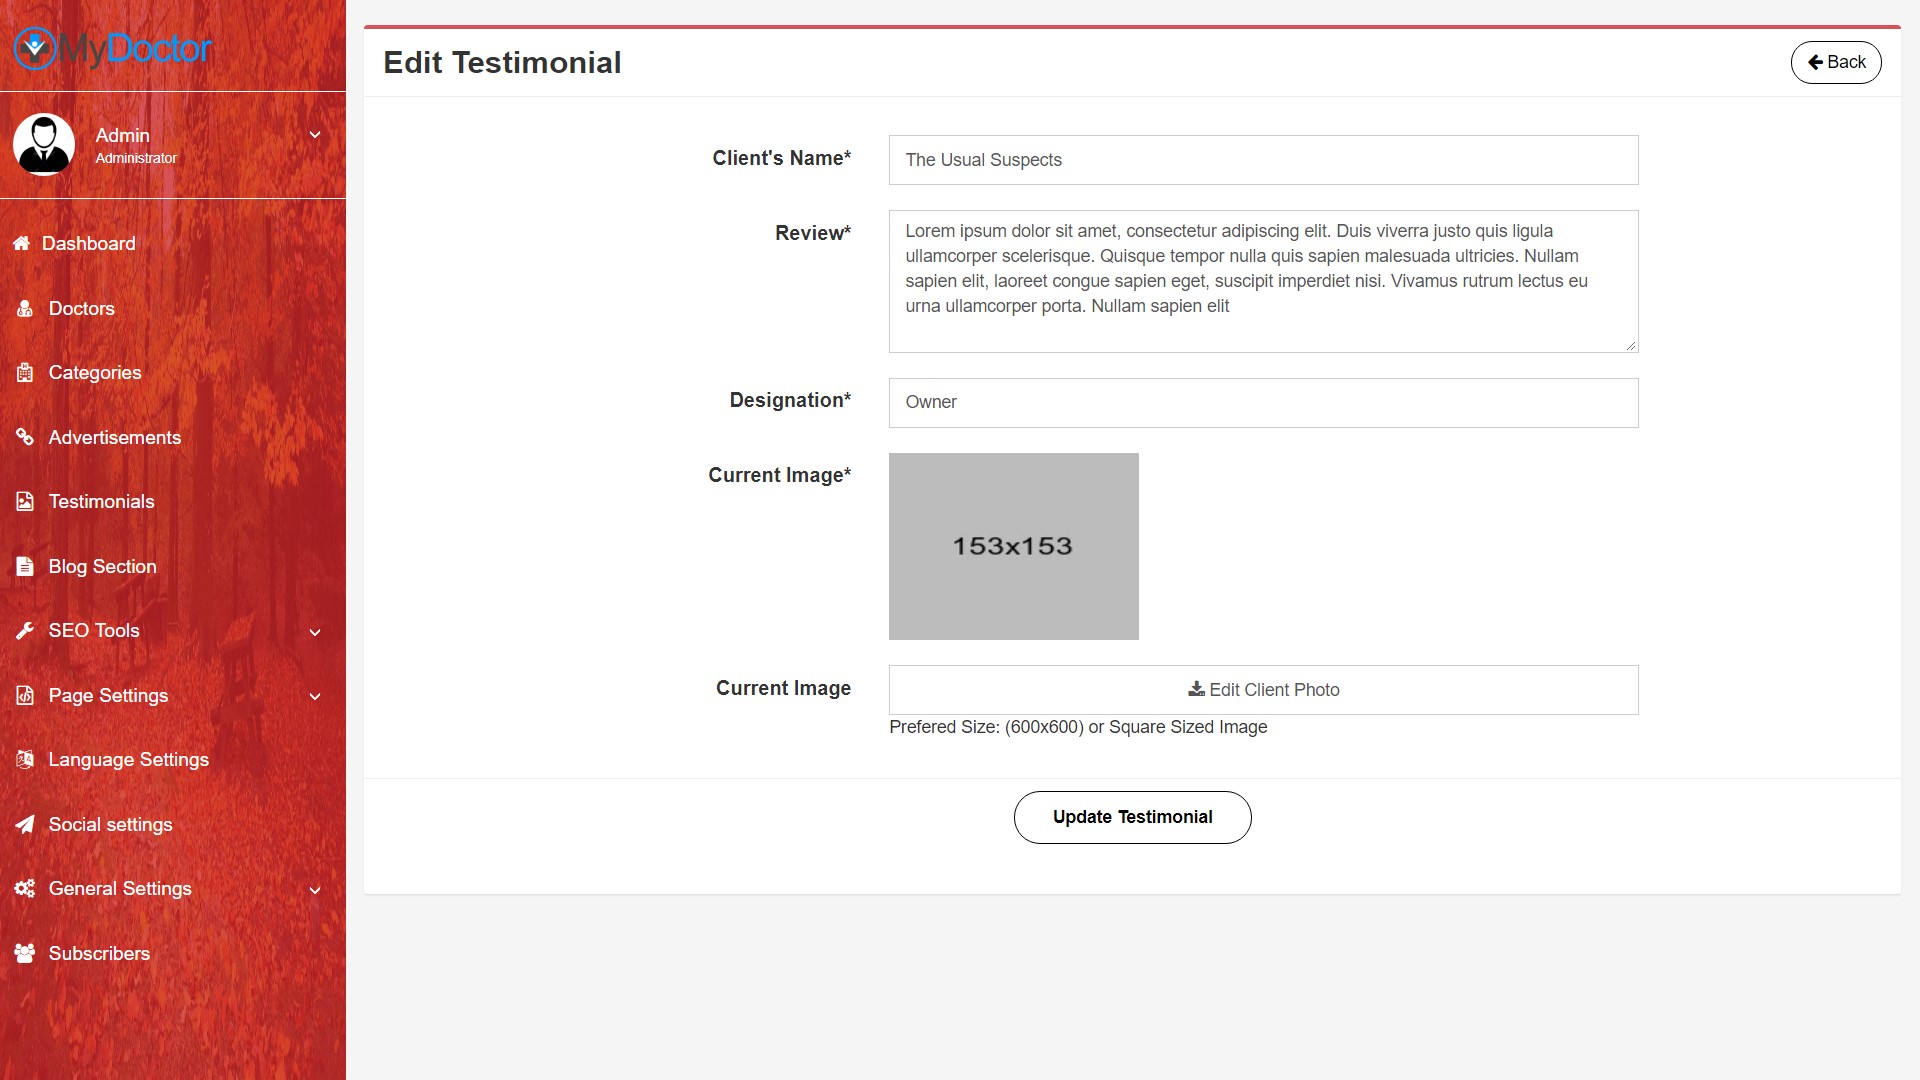 MyDoctor
Admin
Administrator
Dashboard
Doctors
Categories
Advertisements
Testimonials
Blog Section
SEO Tools
Page Settings
Language Settings
Social settings
General Settings
Subscribers
Edit Testimonial
Back
Client's Name*
The Usual Suspects
Review*
Lorem ipsum dolor sit amet, consectetur adipiscing elit. Duis viverra justo quis ligula
ullamcorper scelerisque. Quisque tempor nulla quis sapien malesuada ultricies. Nullam
sapien elit, laoreet congue sapien eget, suscipit imperdiet nisi. Vivamus rutrum lectus eu
urna ullamcorper porta. Nullam sapien elit
Designation*
Owner
Current Image*
153x153
Current Image
Edit Client Photo
Prefered Size: (600x600) or Square Sized Image
Update Testimonial